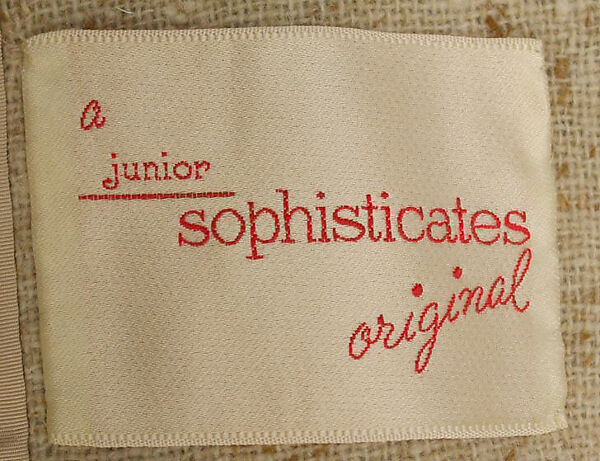 a
junior
sophisticates
original